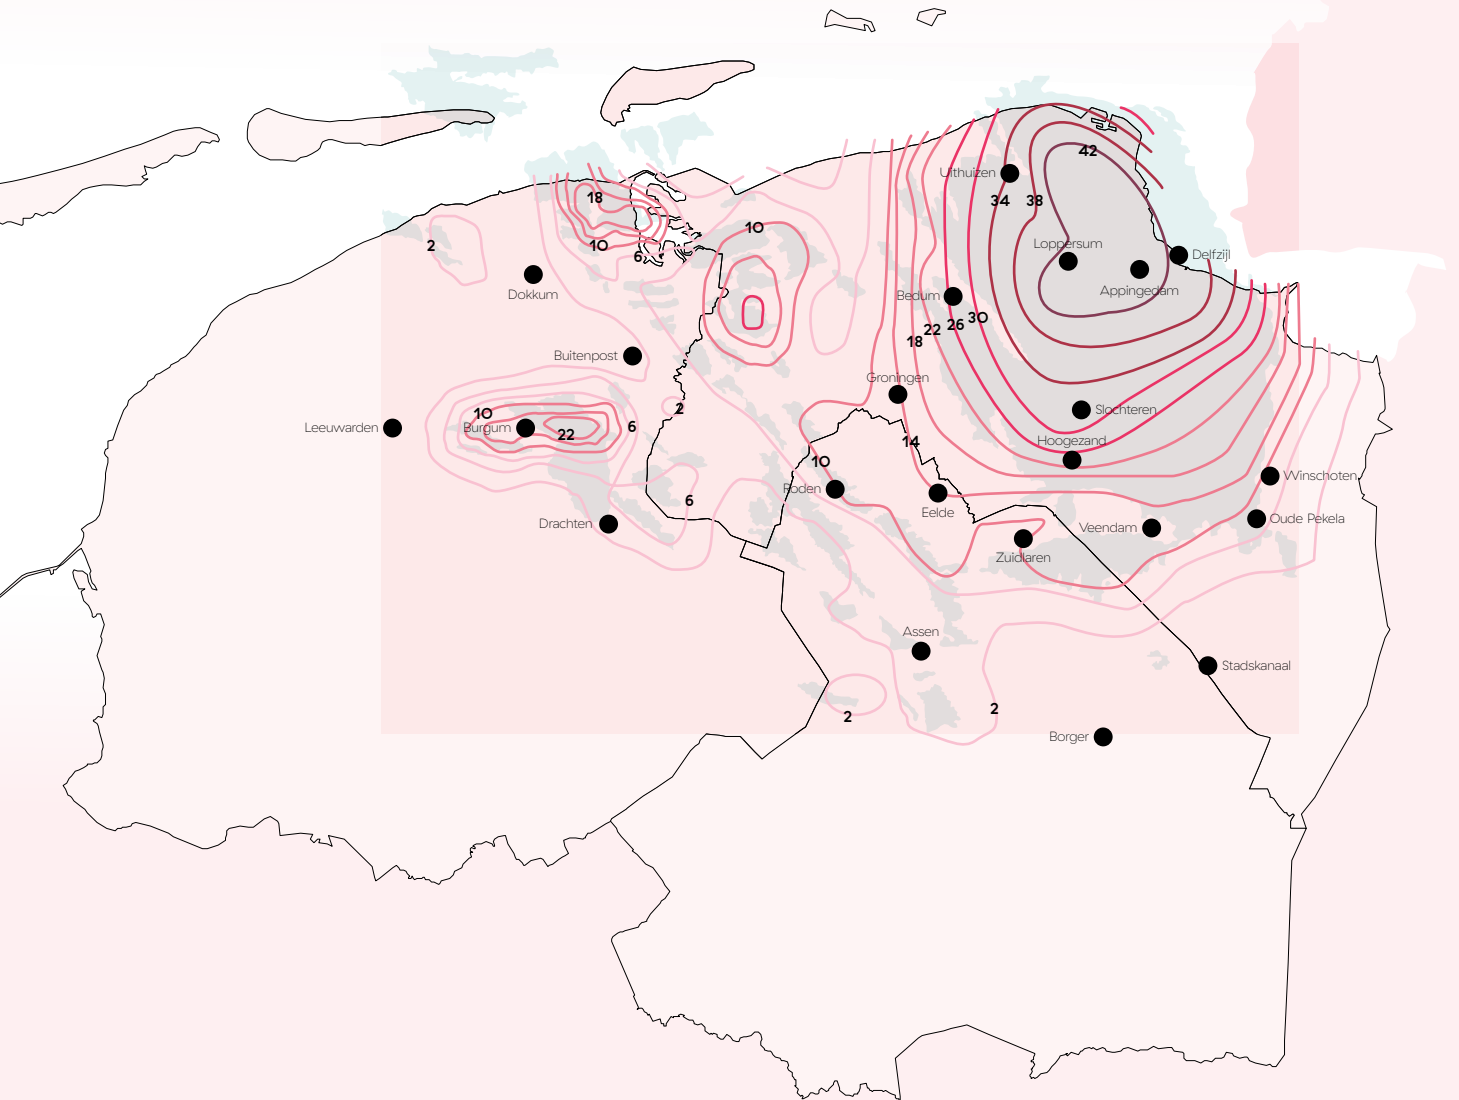 42
Uithuizen
18
34
38
10
Loppersum
2
10
6
Delfzijl
Dokkum
Appingedam
Bedum
30
26
22
18
Buitenpost
Groningen
2
10
Slochteren
Leeuwarden
Burgum
22
6
14
Hoogezand
10
Winschoten
Roden
6
Eelde
Drachten
Veendam
Oude Pekela
Zuidlaren
Assen
Stadskanaal
2
2
Borger